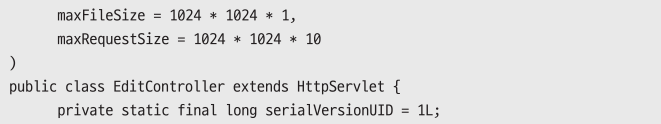 maxFileSize = 1024 * 1024 * 1,
maxRequestSize = 1024 * 1024 * 10
)
public class EditController extends HttpServlet {
private static final long serialVersionUID = 1L;